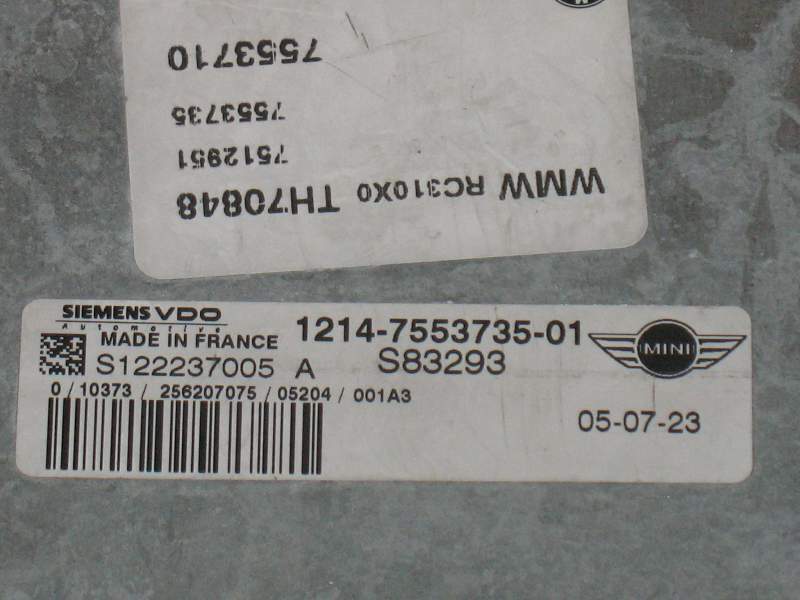 WMW RC310X0 TH70848
7512951
7553735
7553710
SIEMENS VDO
Automotive
MADE IN FRANCE 1214-7553735-01
S122237005 A S83293
MINI
0/10373/256207075/05204/001A3
05-07-23